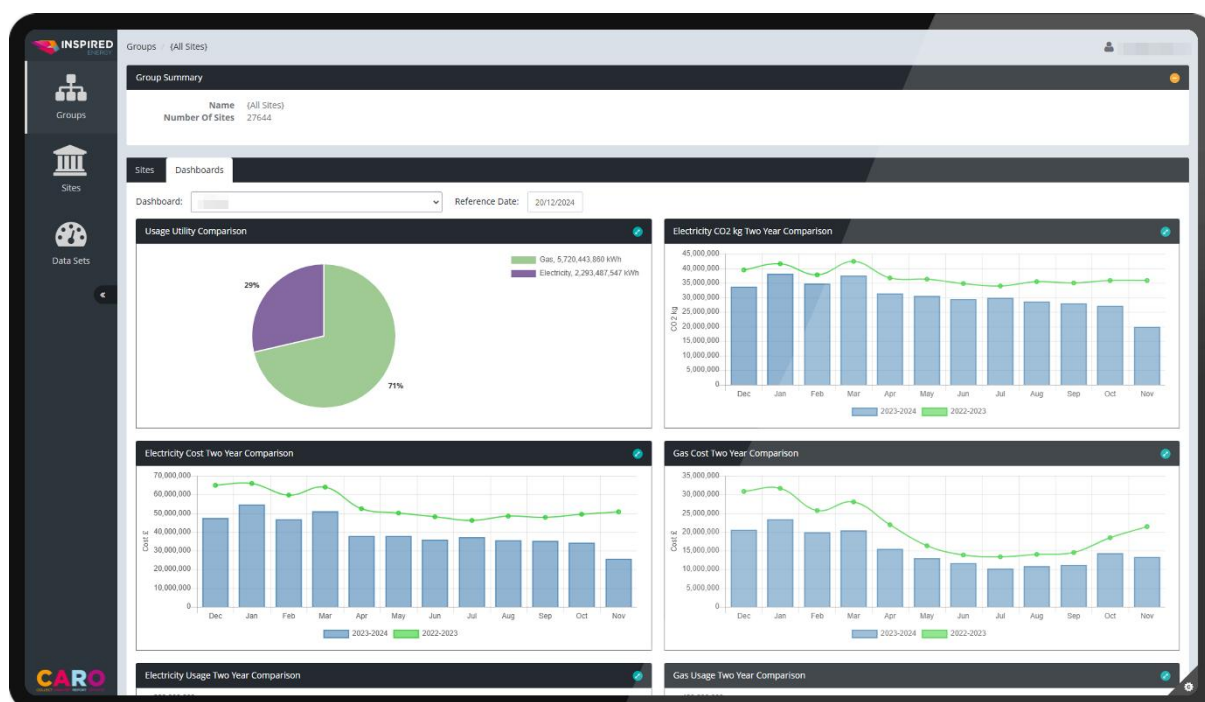 INSPIRED
ENERGY
Groups / (All Sites)
Group Summary
Name (All Sites)
Number Of Sites 27644
Groups
Sites
Data Sets
Sites Dashboards
Dashboard: Reference Date: 20/12/2024
Usage Utility Comparison
Gas, 5,720,443,860 kWh
Electricity, 2,293,487,547 kWh
29%
71%
Electricity CO2 kg Two Year Comparison
CO2 kg
45,000,000
40,000,000
35,000,000
30,000,000
25,000,000
20,000,000
15,000,000
10,000,000
5,000,000
0
Dec Jan Feb Mar Apr May Jun Jul Aug Sep Oct Nov
2023-2024 2022-2023
Electricity Cost Two Year Comparison
Cost £
70,000,000
60,000,000
50,000,000
40,000,000
30,000,000
20,000,000
10,000,000
0
Dec Jan Feb Mar Apr May Jun Jul Aug Sep Oct Nov
2023-2024 2022-2023
Gas Cost Two Year Comparison
Cost £
35,000,000
30,000,000
25,000,000
20,000,000
15,000,000
10,000,000
5,000,000
0
Dec Jan Feb Mar Apr May Jun Jul Aug Sep Oct Nov
2023-2024 2022-2023
CARO
Electricity Usage Two Year Comparison
Gas Usage Two Year Comparison